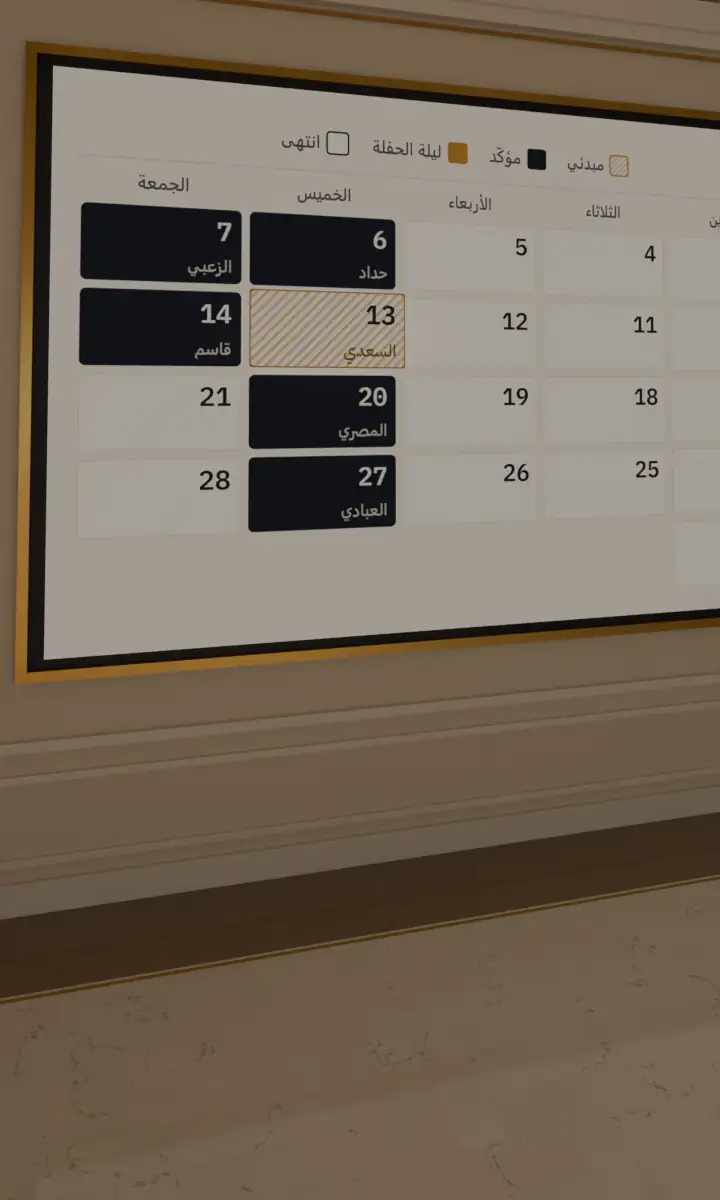 مبدئي مؤكّد ليلة الحفلة انتهى
الثلاثاء الأربعاء الخميس الجمعة
4 5 6 7
حداد الزعبي
11 12 13 14
السعدي قاسم
18 19 20 21
المصري
25 26 27 28
العبادي